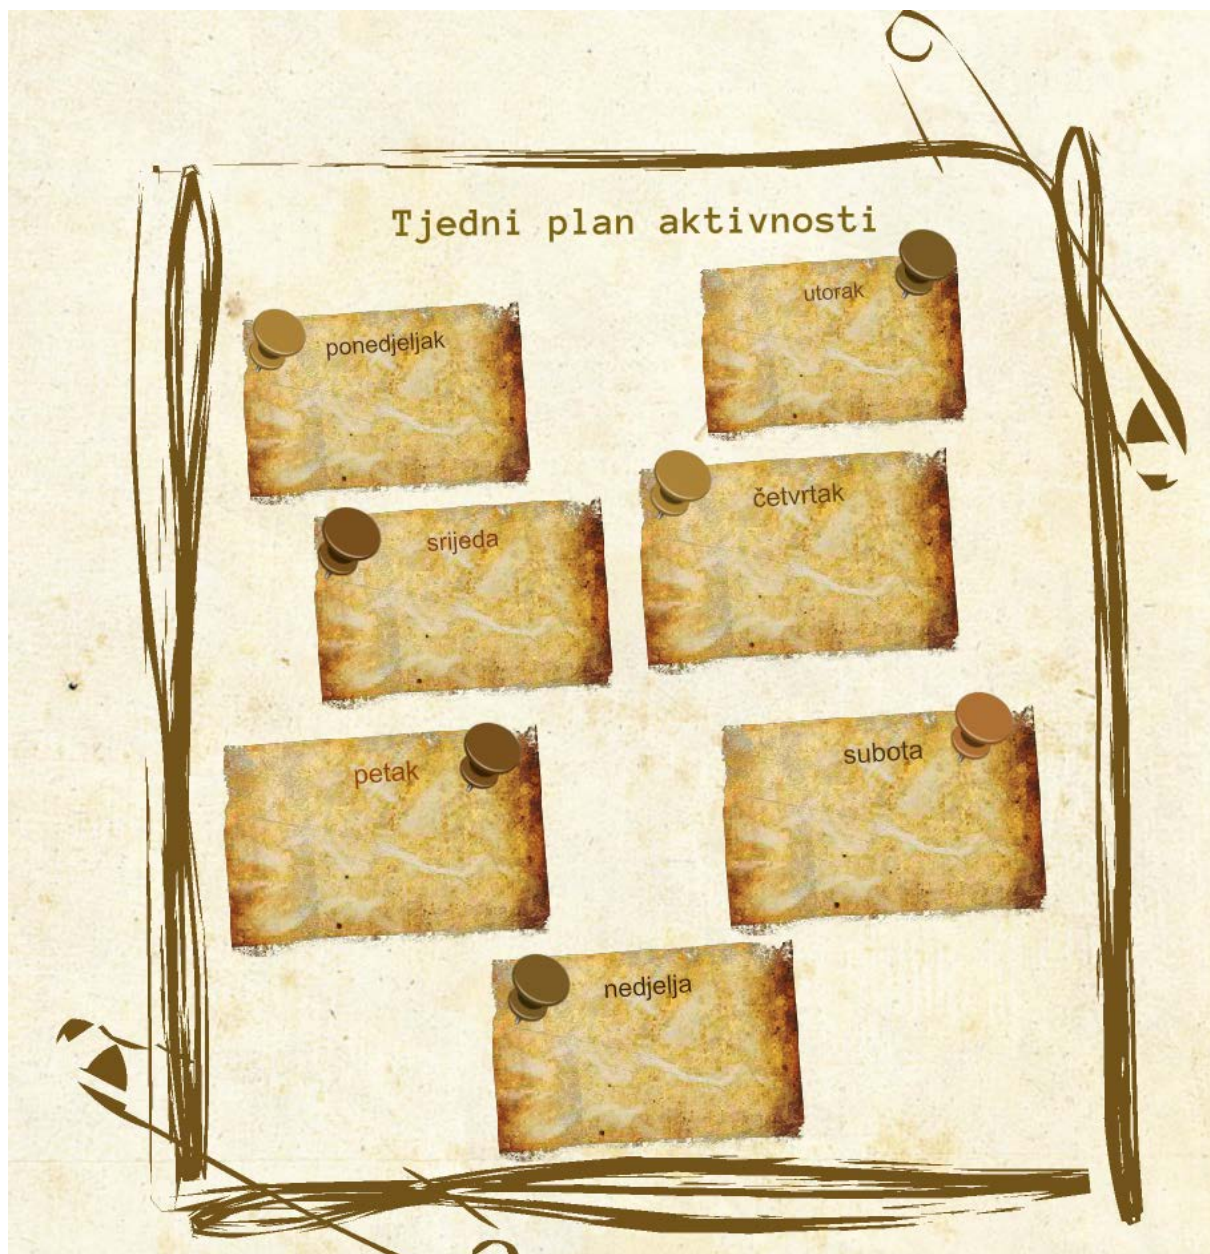 Tjedni plan aktivnosti
ponedjeljak
utorak
srijeda
četvrtak
petak
subota
nedjelja